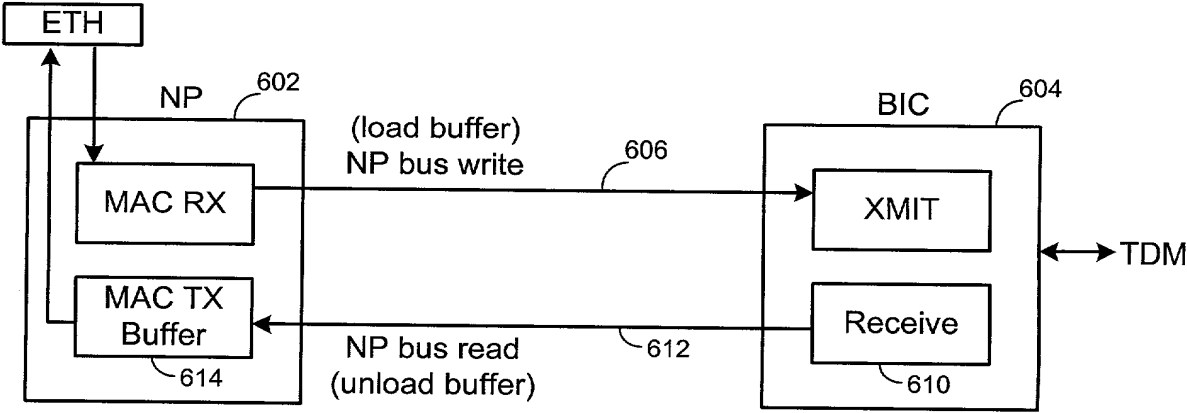 ETH
NP
602
(load buffer)
NP bus write
606
BIC
604
MAC RX
XMIT
TDM
MAC TX
Buffer
614
NP bus read
(unload buffer)
612
Receive
610